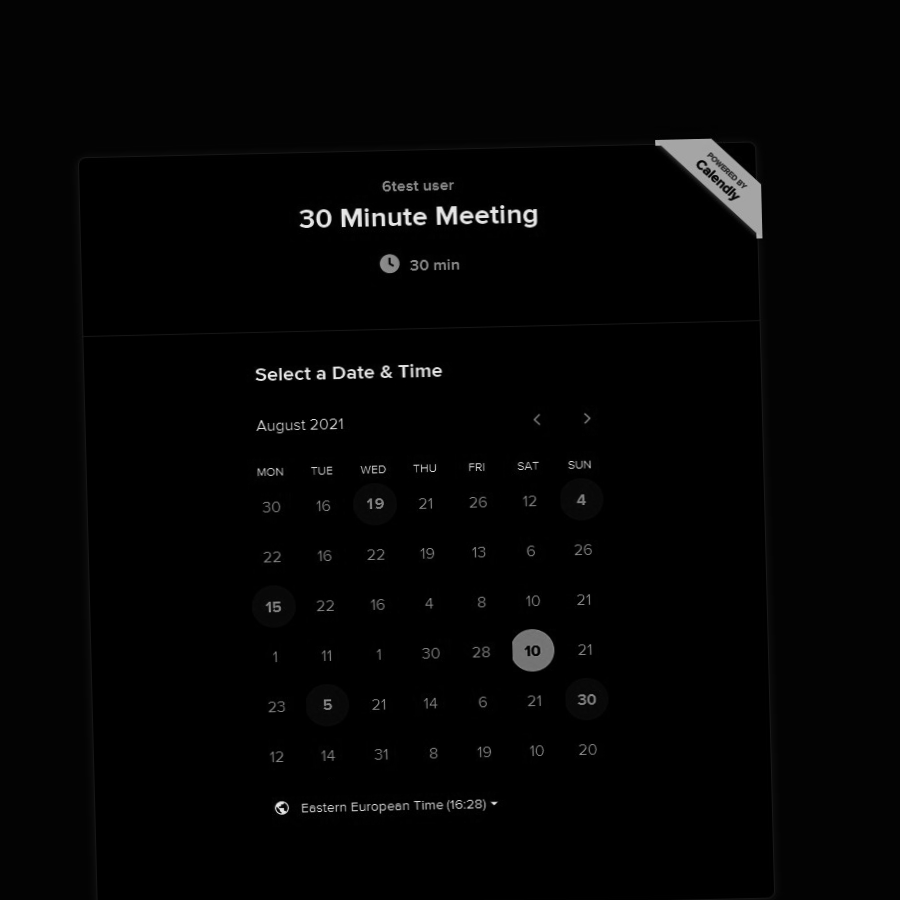 POWERED BY
Calendly
6test user
30 Minute Meeting
30 min
Select a Date & Time
August 2021
MON TUE WED THU FRI SAT SUN
30 16 19 21 26 12 4
22 16 22 19 13 6 26
15 22 16 4 8 10 21
1 11 1 30 28 10 21
23 5 21 14 6 21 30
12 14 31 8 19 10 20
Eastern European Time (16:28)